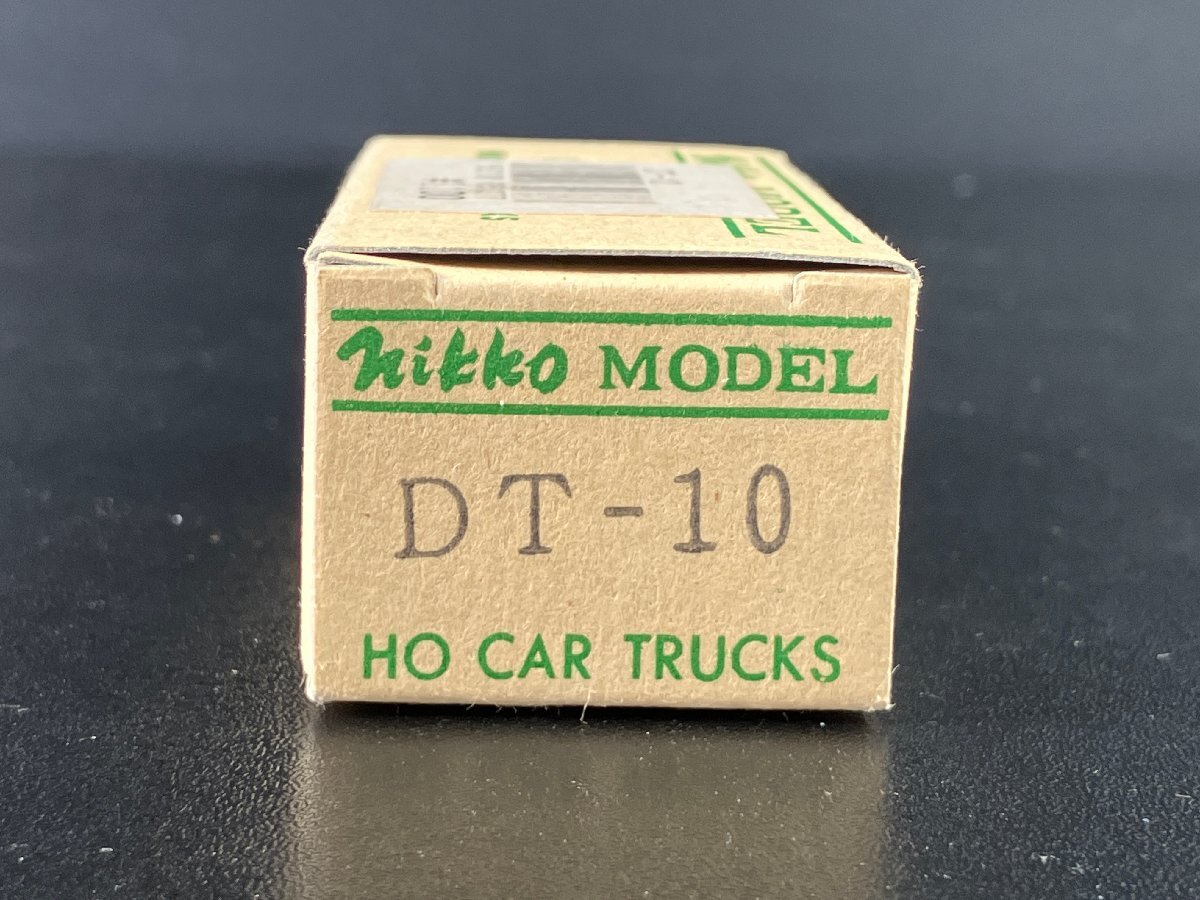 nikko MODEL
DT-10
HO CAR TRUCKS